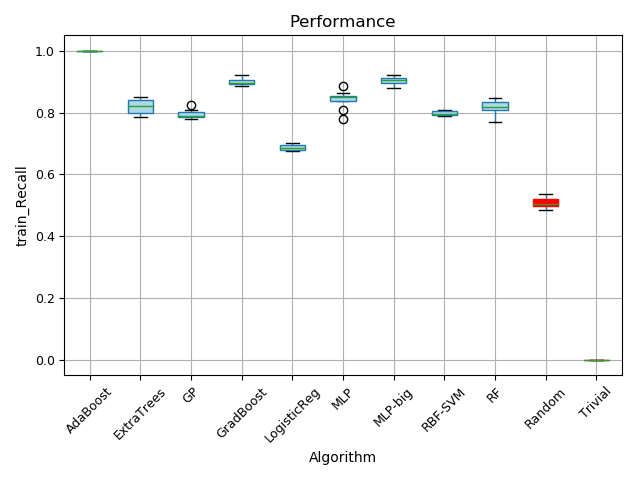 Performance
1.0
0.8
0.6
0.4
0.2
0.0
train_Recall
AdaBoost
ExtraTrees
GP
GradBoost
LogisticReg
MLP
MLP-big
RBF-SVM
RF
Random
Trivial
Algorithm